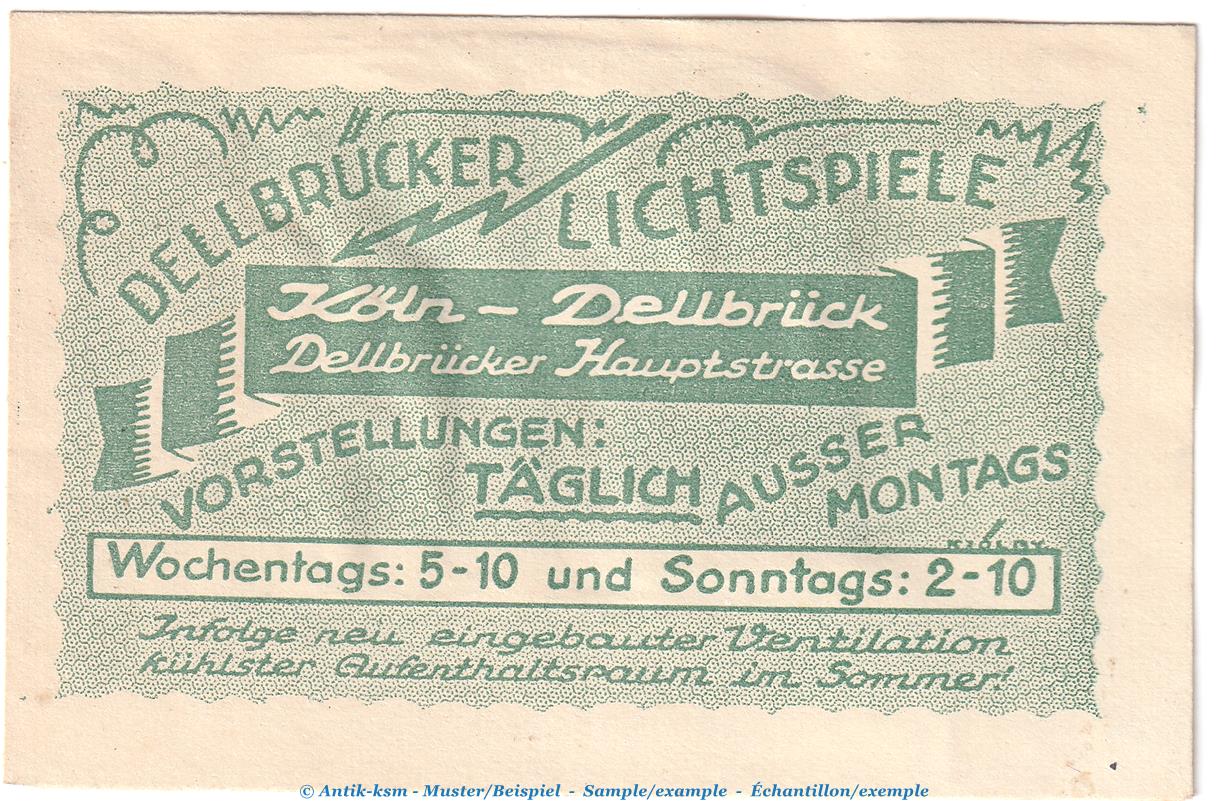 DELLBRÜCKER
LICHTSPIELE
Köln - Dellbrück
Dellbrücker Hauptstrasse
VORSTELLUNGEN:
TÄGLICH AUSSER
MONTAGS
Wochentags: 5-10 und Sonntags: 2-10
Infolge neu eingebauter Ventilation
kühlster Aufenthaltsraum im Sommer!
© Antik-ksm - Muster/Beispiel - Sample/example - Échantillon/exemple